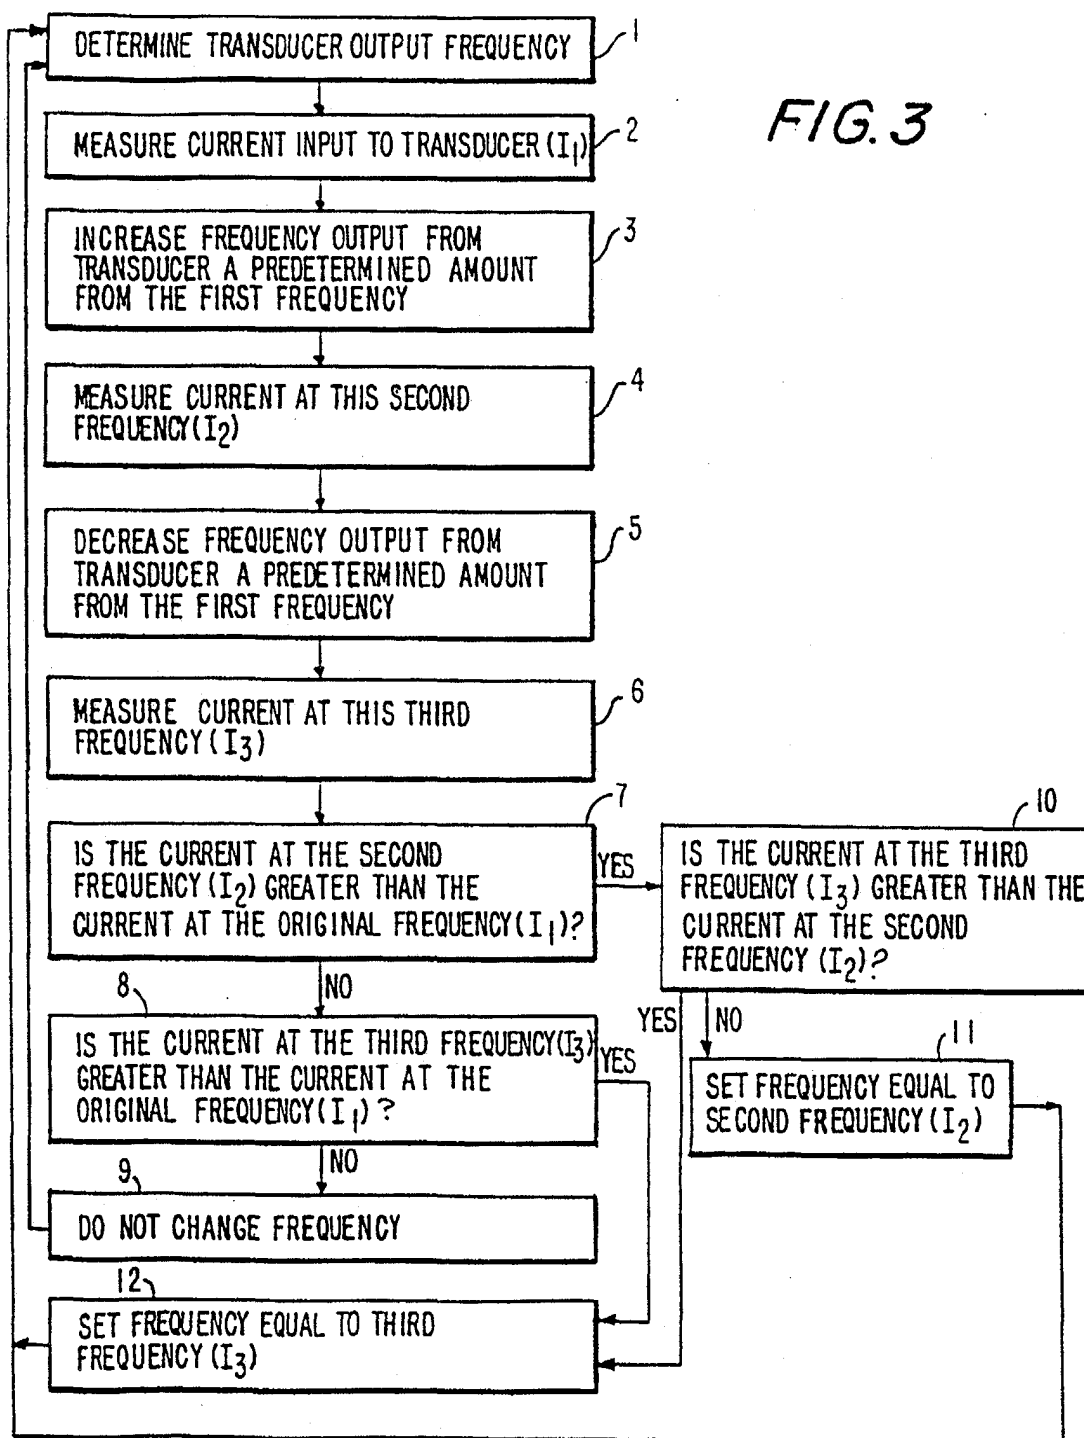 DETERMINE TRANSDUCER OUTPUT FREQUENCY
1
FIG. 3
MEASURE CURRENT INPUT TO TRANSDUCER (I1)
2
INCREASE FREQUENCY OUTPUT FROM
TRANSDUCER A PREDETERMINED AMOUNT
FROM THE FIRST FREQUENCY
3
MEASURE CURRENT AT THIS SECOND
FREQUENCY (I2)
4
DECREASE FREQUENCY OUTPUT FROM
TRANSDUCER A PREDETERMINED AMOUNT
FROM THE FIRST FREQUENCY
5
MEASURE CURRENT AT THIS THIRD
FREQUENCY (I3)
6
7
IS THE CURRENT AT THE SECOND
FREQUENCY (I2) GREATER THAN THE
CURRENT AT THE ORIGINAL FREQUENCY (I1)?
YES
NO
10
IS THE CURRENT AT THE THIRD
FREQUENCY (I3) GREATER THAN THE
CURRENT AT THE SECOND
FREQUENCY (I2)?
YES
NO
8
IS THE CURRENT AT THE THIRD FREQUENCY (I3)
GREATER THAN THE CURRENT AT THE
ORIGINAL FREQUENCY (I1)?
YES
NO
11
SET FREQUENCY EQUAL TO
SECOND FREQUENCY (I2)
9
DO NOT CHANGE FREQUENCY
12
SET FREQUENCY EQUAL TO THIRD
FREQUENCY (I3)